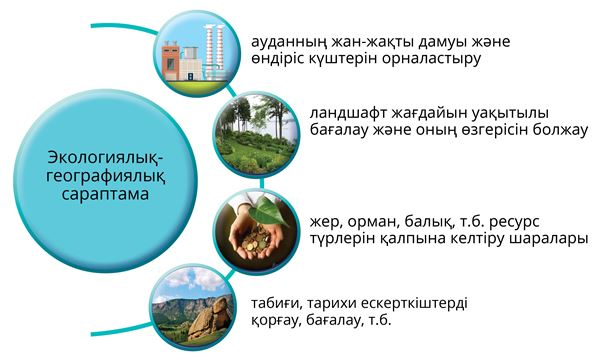 Экологиялық-
географиялық
сараптама
ауданның жан-жақты дамуы және
өндіріс күштерін орналастыру
ландшафт жағдайын уақытылы
бағалау және оның өзгерісін болжау
жер, орман, балық, т.б. ресурс
түрлерін қалпына келтіру шаралары
табиғи, тарихи ескерткіштерді
қорғау, бағалау, т.б.